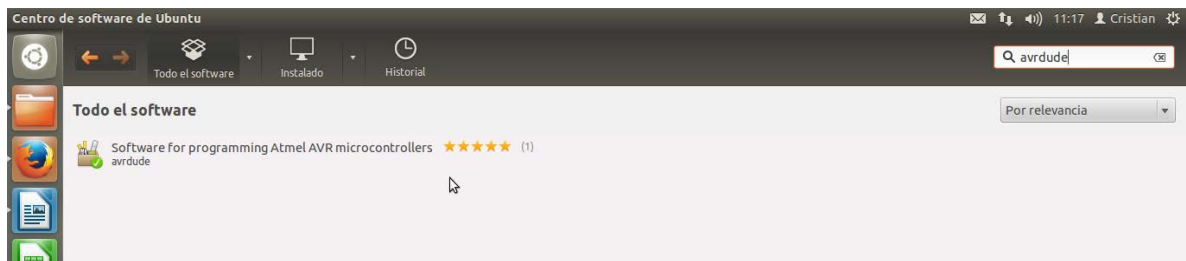 Centro de software de Ubuntu 11:17 Cristian
Todo el software Instalado Historial avrdude
Todo el software Por relevancia
Software for programming Atmel AVR microcontrollers (1)
avrdude